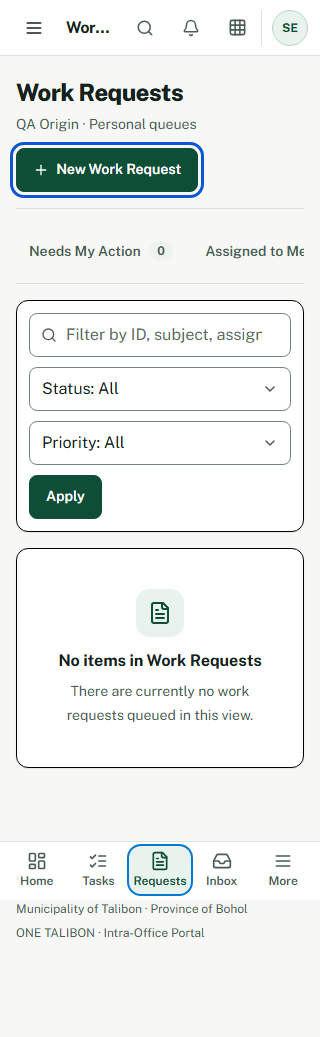 Wor...
SE
Work Requests
QA Origin · Personal queues
New Work Request
Needs My Action 0 Assigned to Me
Filter by ID, subject, assigr
Status: All
Priority: All
Apply
No items in Work Requests
There are currently no work
requests queued in this view.
Home Tasks Requests Inbox More
Municipality of Talibon · Province of Bohol
ONE TALIBON · Intra-Office Portal